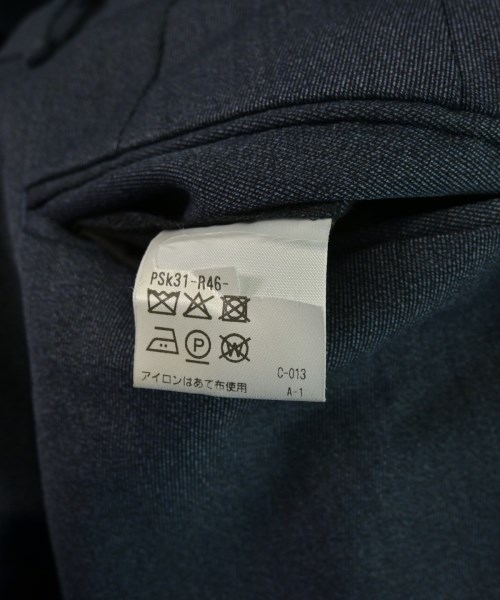 PSk31-R46-
P
W
アイロンはあて布使用
C-013
A-1